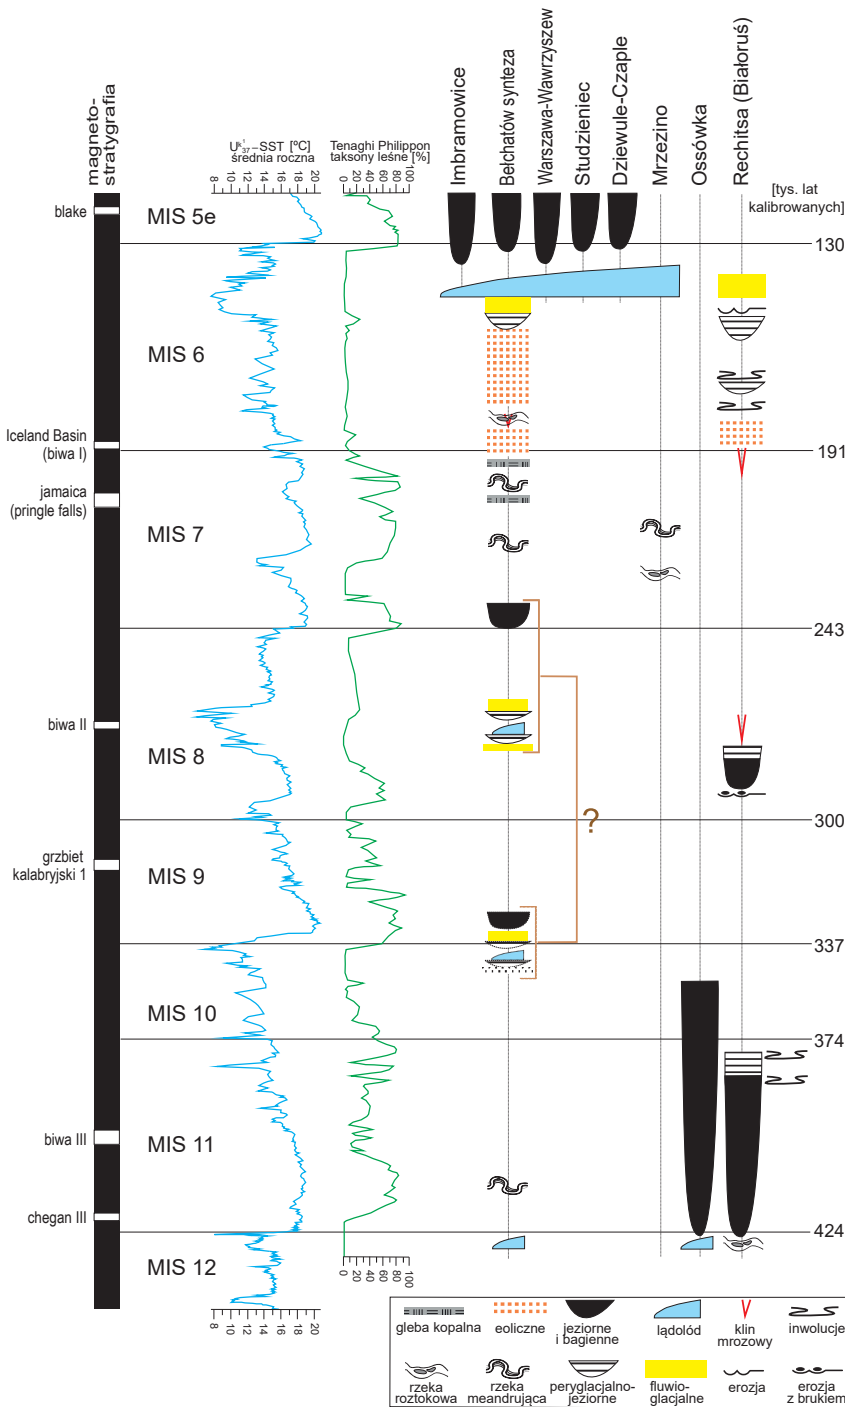 magneto-
stratygrafia
U³⁷ᵏ'–SST [ºC]
średnia roczna
8 10 12 14 16 18 20
Tenaghi Philippon
taksony leśne [%]
0 20 40 60 80 100
Imbramowice
Bełchatów synteza
Warszawa-Wawrzyszew
Studzieniec
Dziewule-Czaple
Mrzezino
Ossówka
Rechitsa (Białoruś)
[tys. lat
kalibrowanych]
blake
MIS 5e
130
MIS 6
Iceland Basin
(biwa I)
191
jamaica
(pringle falls)
MIS 7
243
biwa II
MIS 8
300
?
grzbiet
kalabryjski 1
MIS 9
337
MIS 10
374
biwa III
MIS 11
chegan III
424
MIS 12
8 10 12 14 16 18 20
0 20 40 60 80 100
gleba kopalna
eoliczne
jeziorne
i bagienne
lądolód
klin
mrozowy
inwolucje
rzeka
roztokowa
rzeka
meandrująca
peryglacjalno-
jeziorne
fluwio-
glacjalne
erozja
erozja
z brukiem